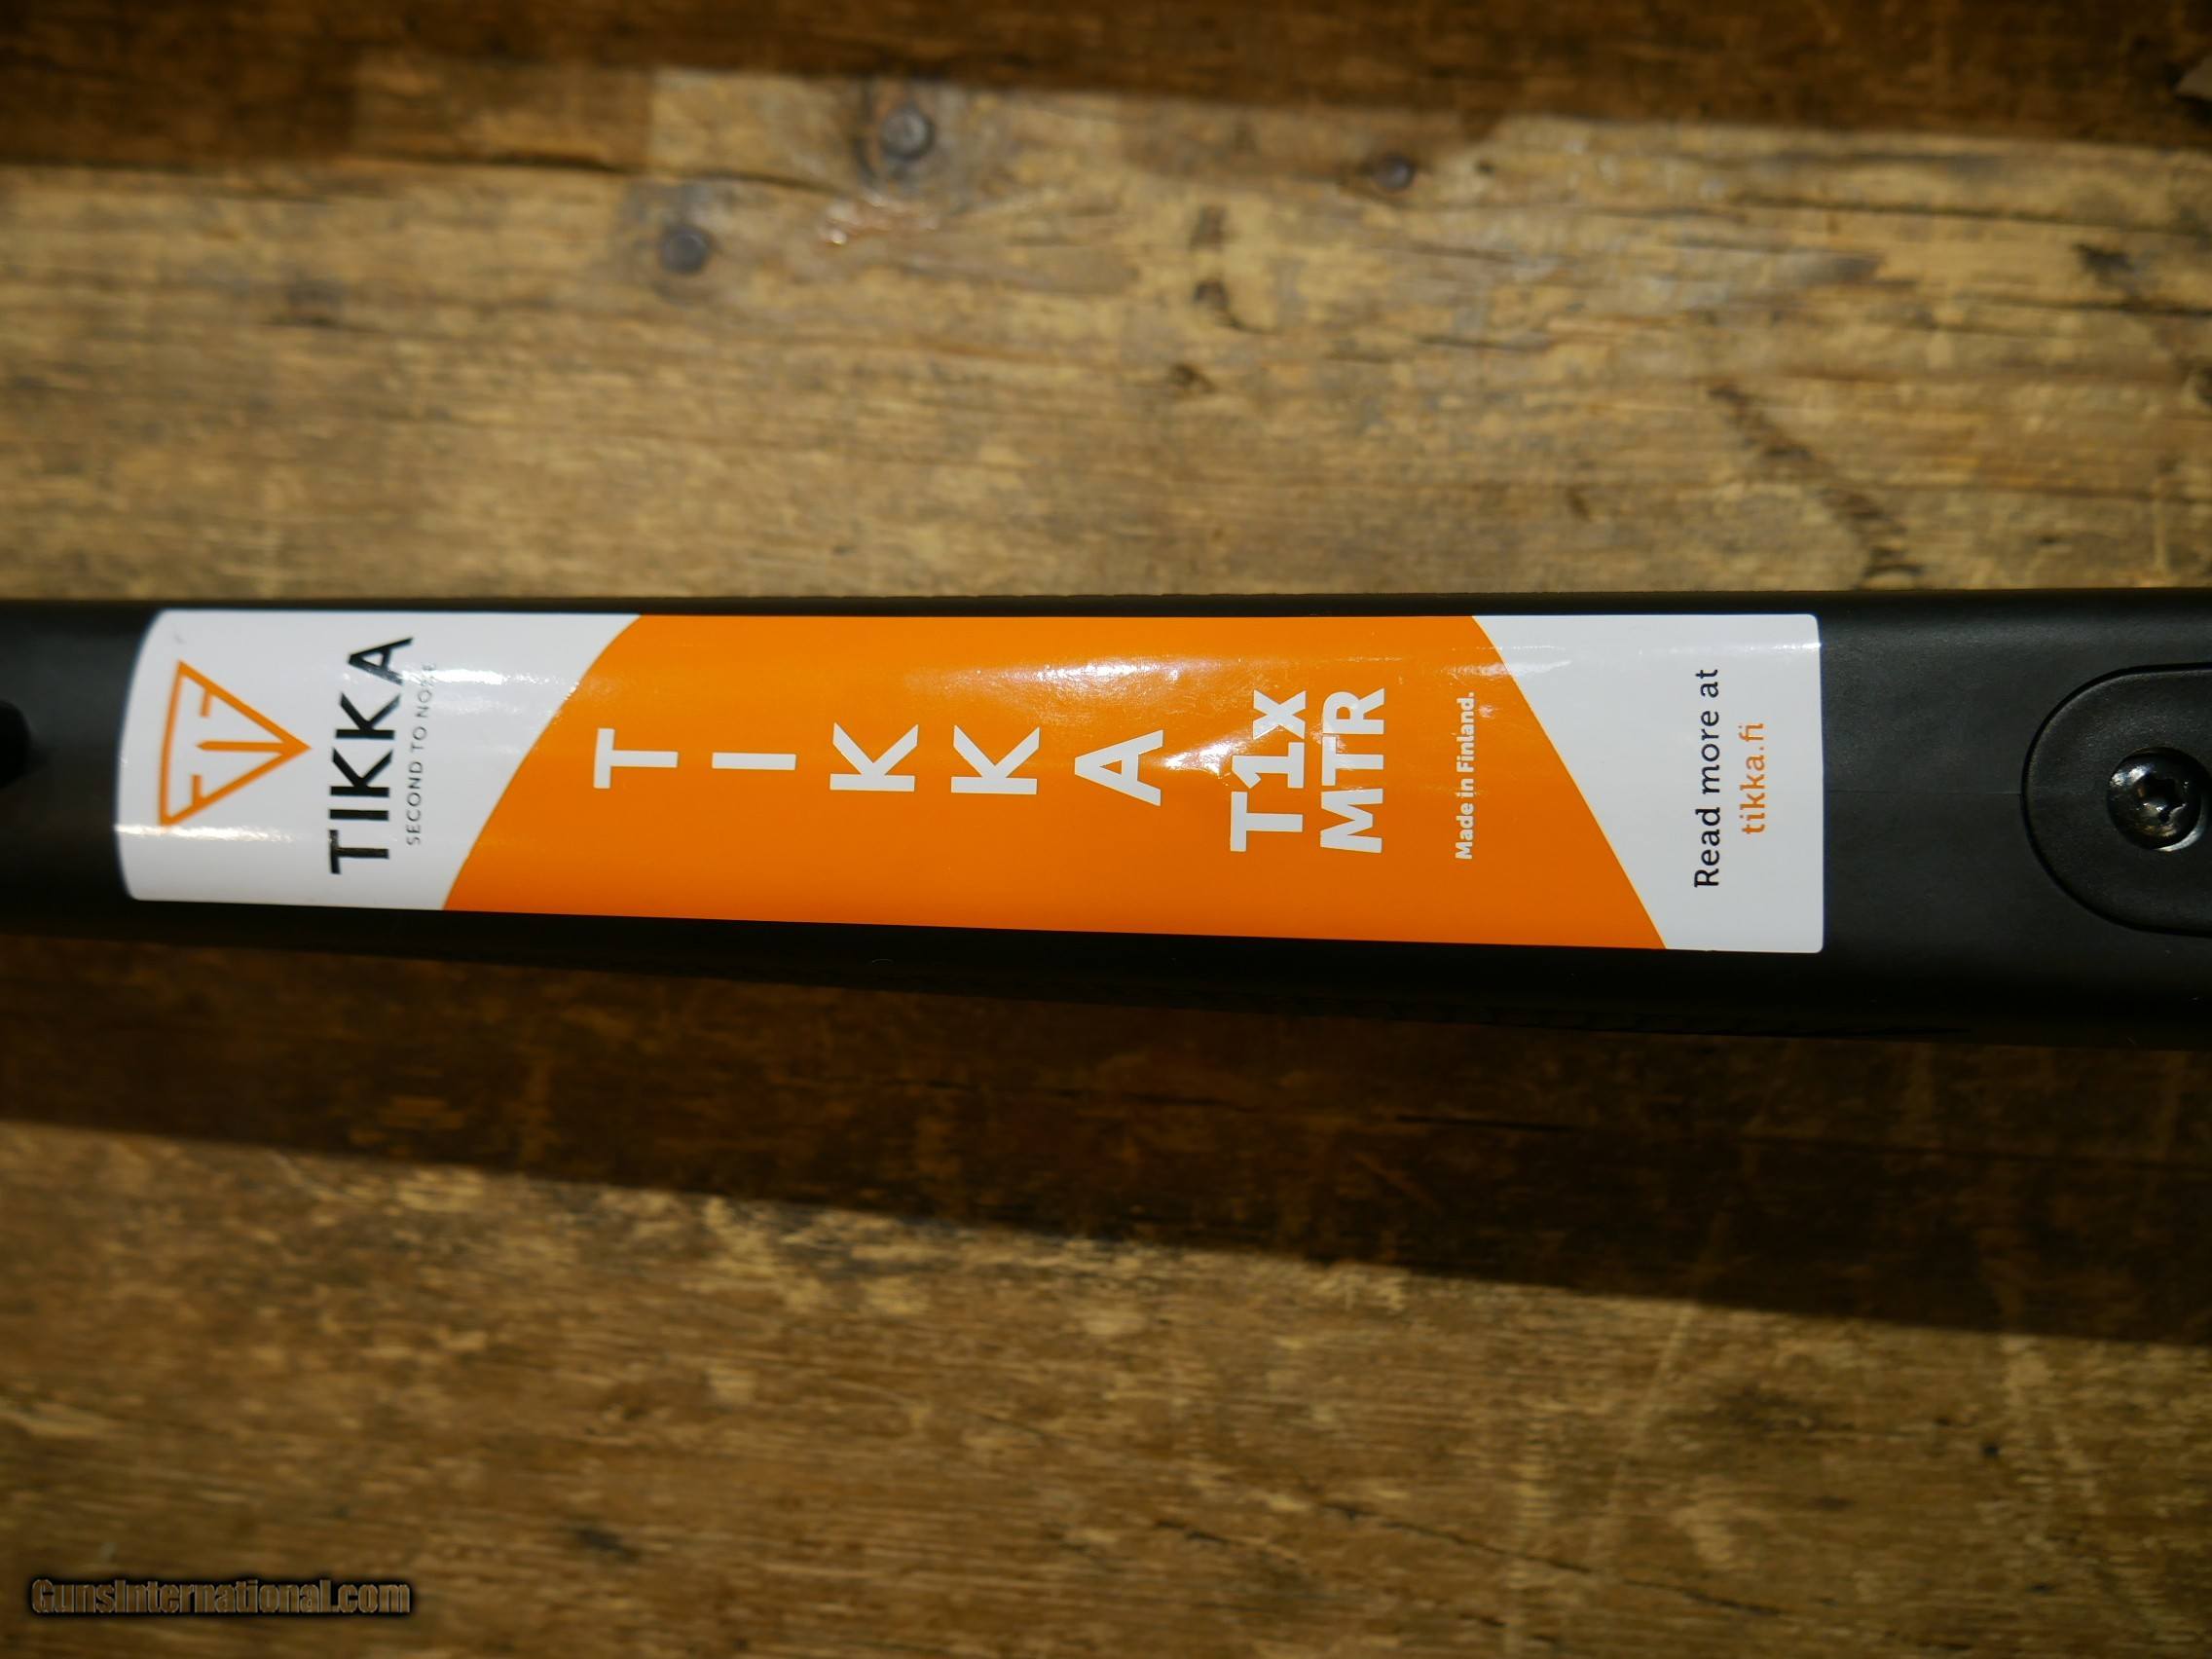 TIKKA
SECOND TO NONE
TIKKA
T1x
MTR
Made in Finland.
Read more at
tikka.fi
GunsInternational.com